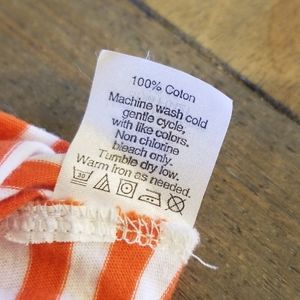 100% Coton
Machine wash cold
gentle cycle,
with like colors.
Non chlorine
bleach only.
Tumble dry low.
Warm Iron as needed.
30